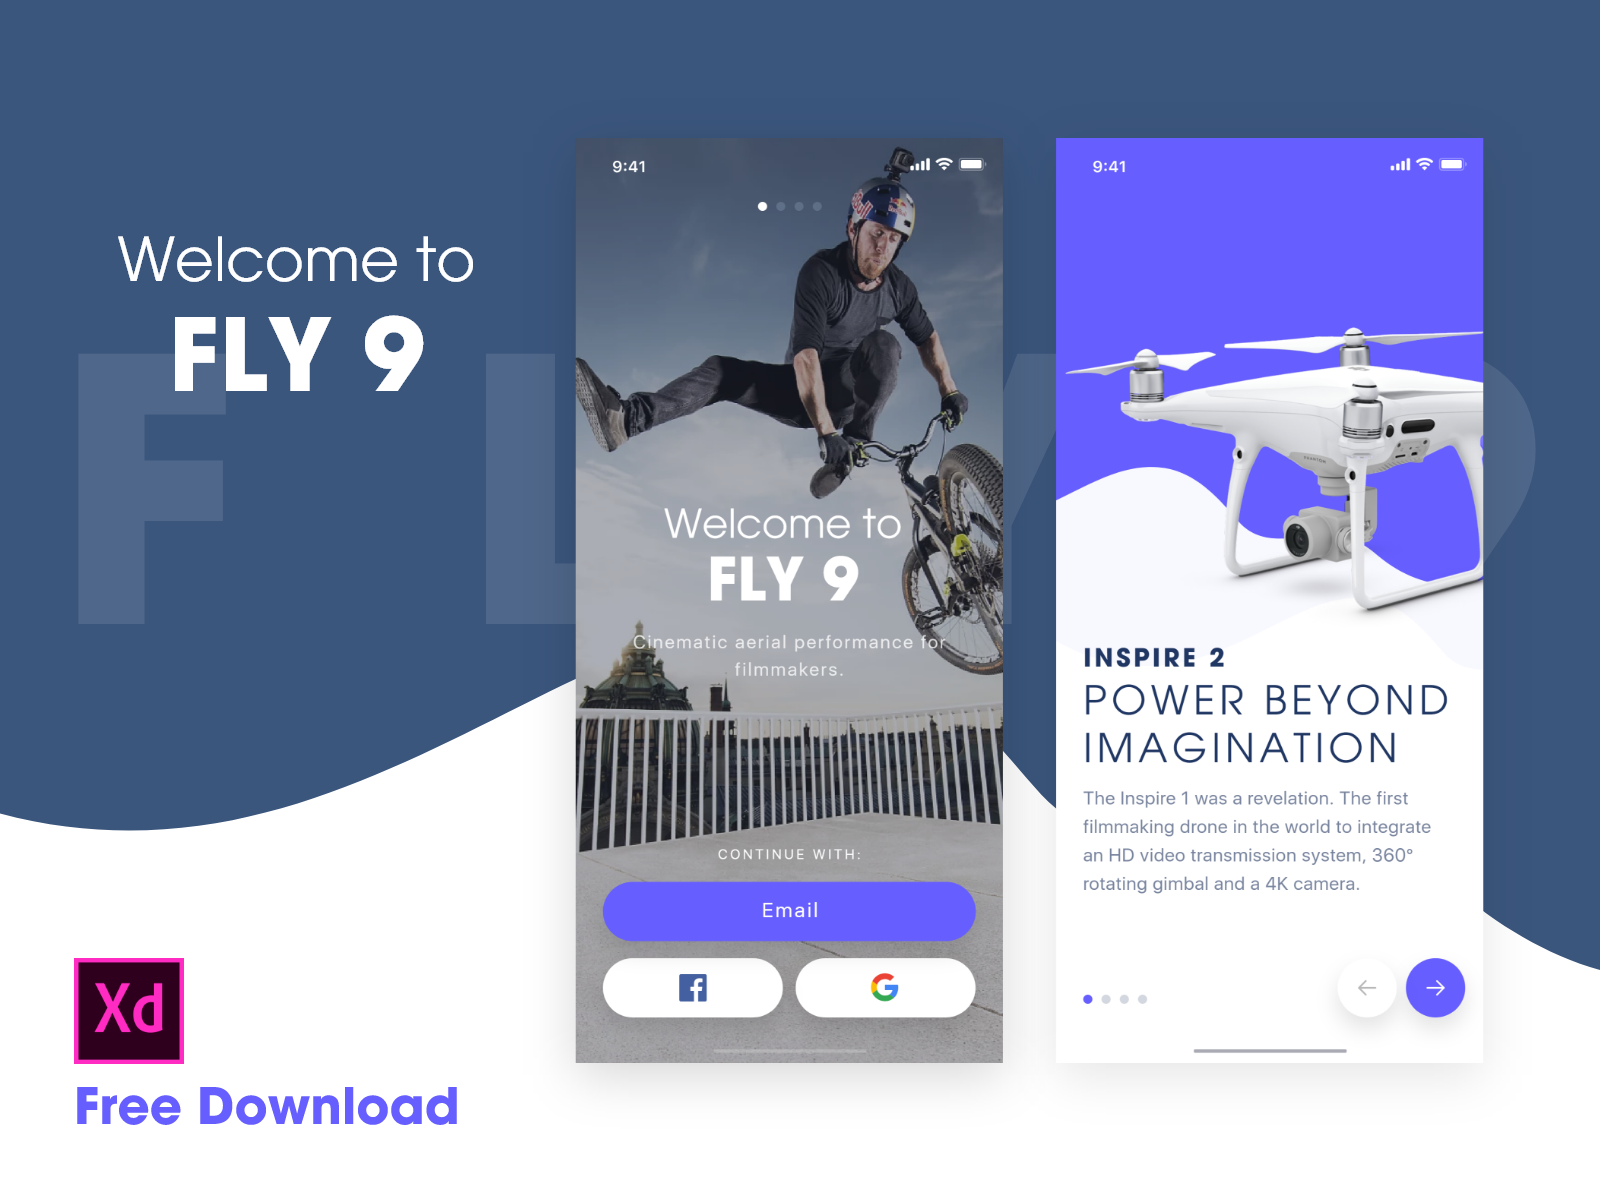 Welcome to
FLY 9
FLY 9
9:41
Welcome to
FLY 9
Cinematic aerial performance for
filmmakers.
CONTINUE WITH:
Email
9:41
INSPIRE 2
POWER BEYOND
IMAGINATION
The Inspire 1 was a revelation. The first
filmmaking drone in the world to integrate
an HD video transmission system, 360°
rotating gimbal and a 4K camera.
Xd
Free Download